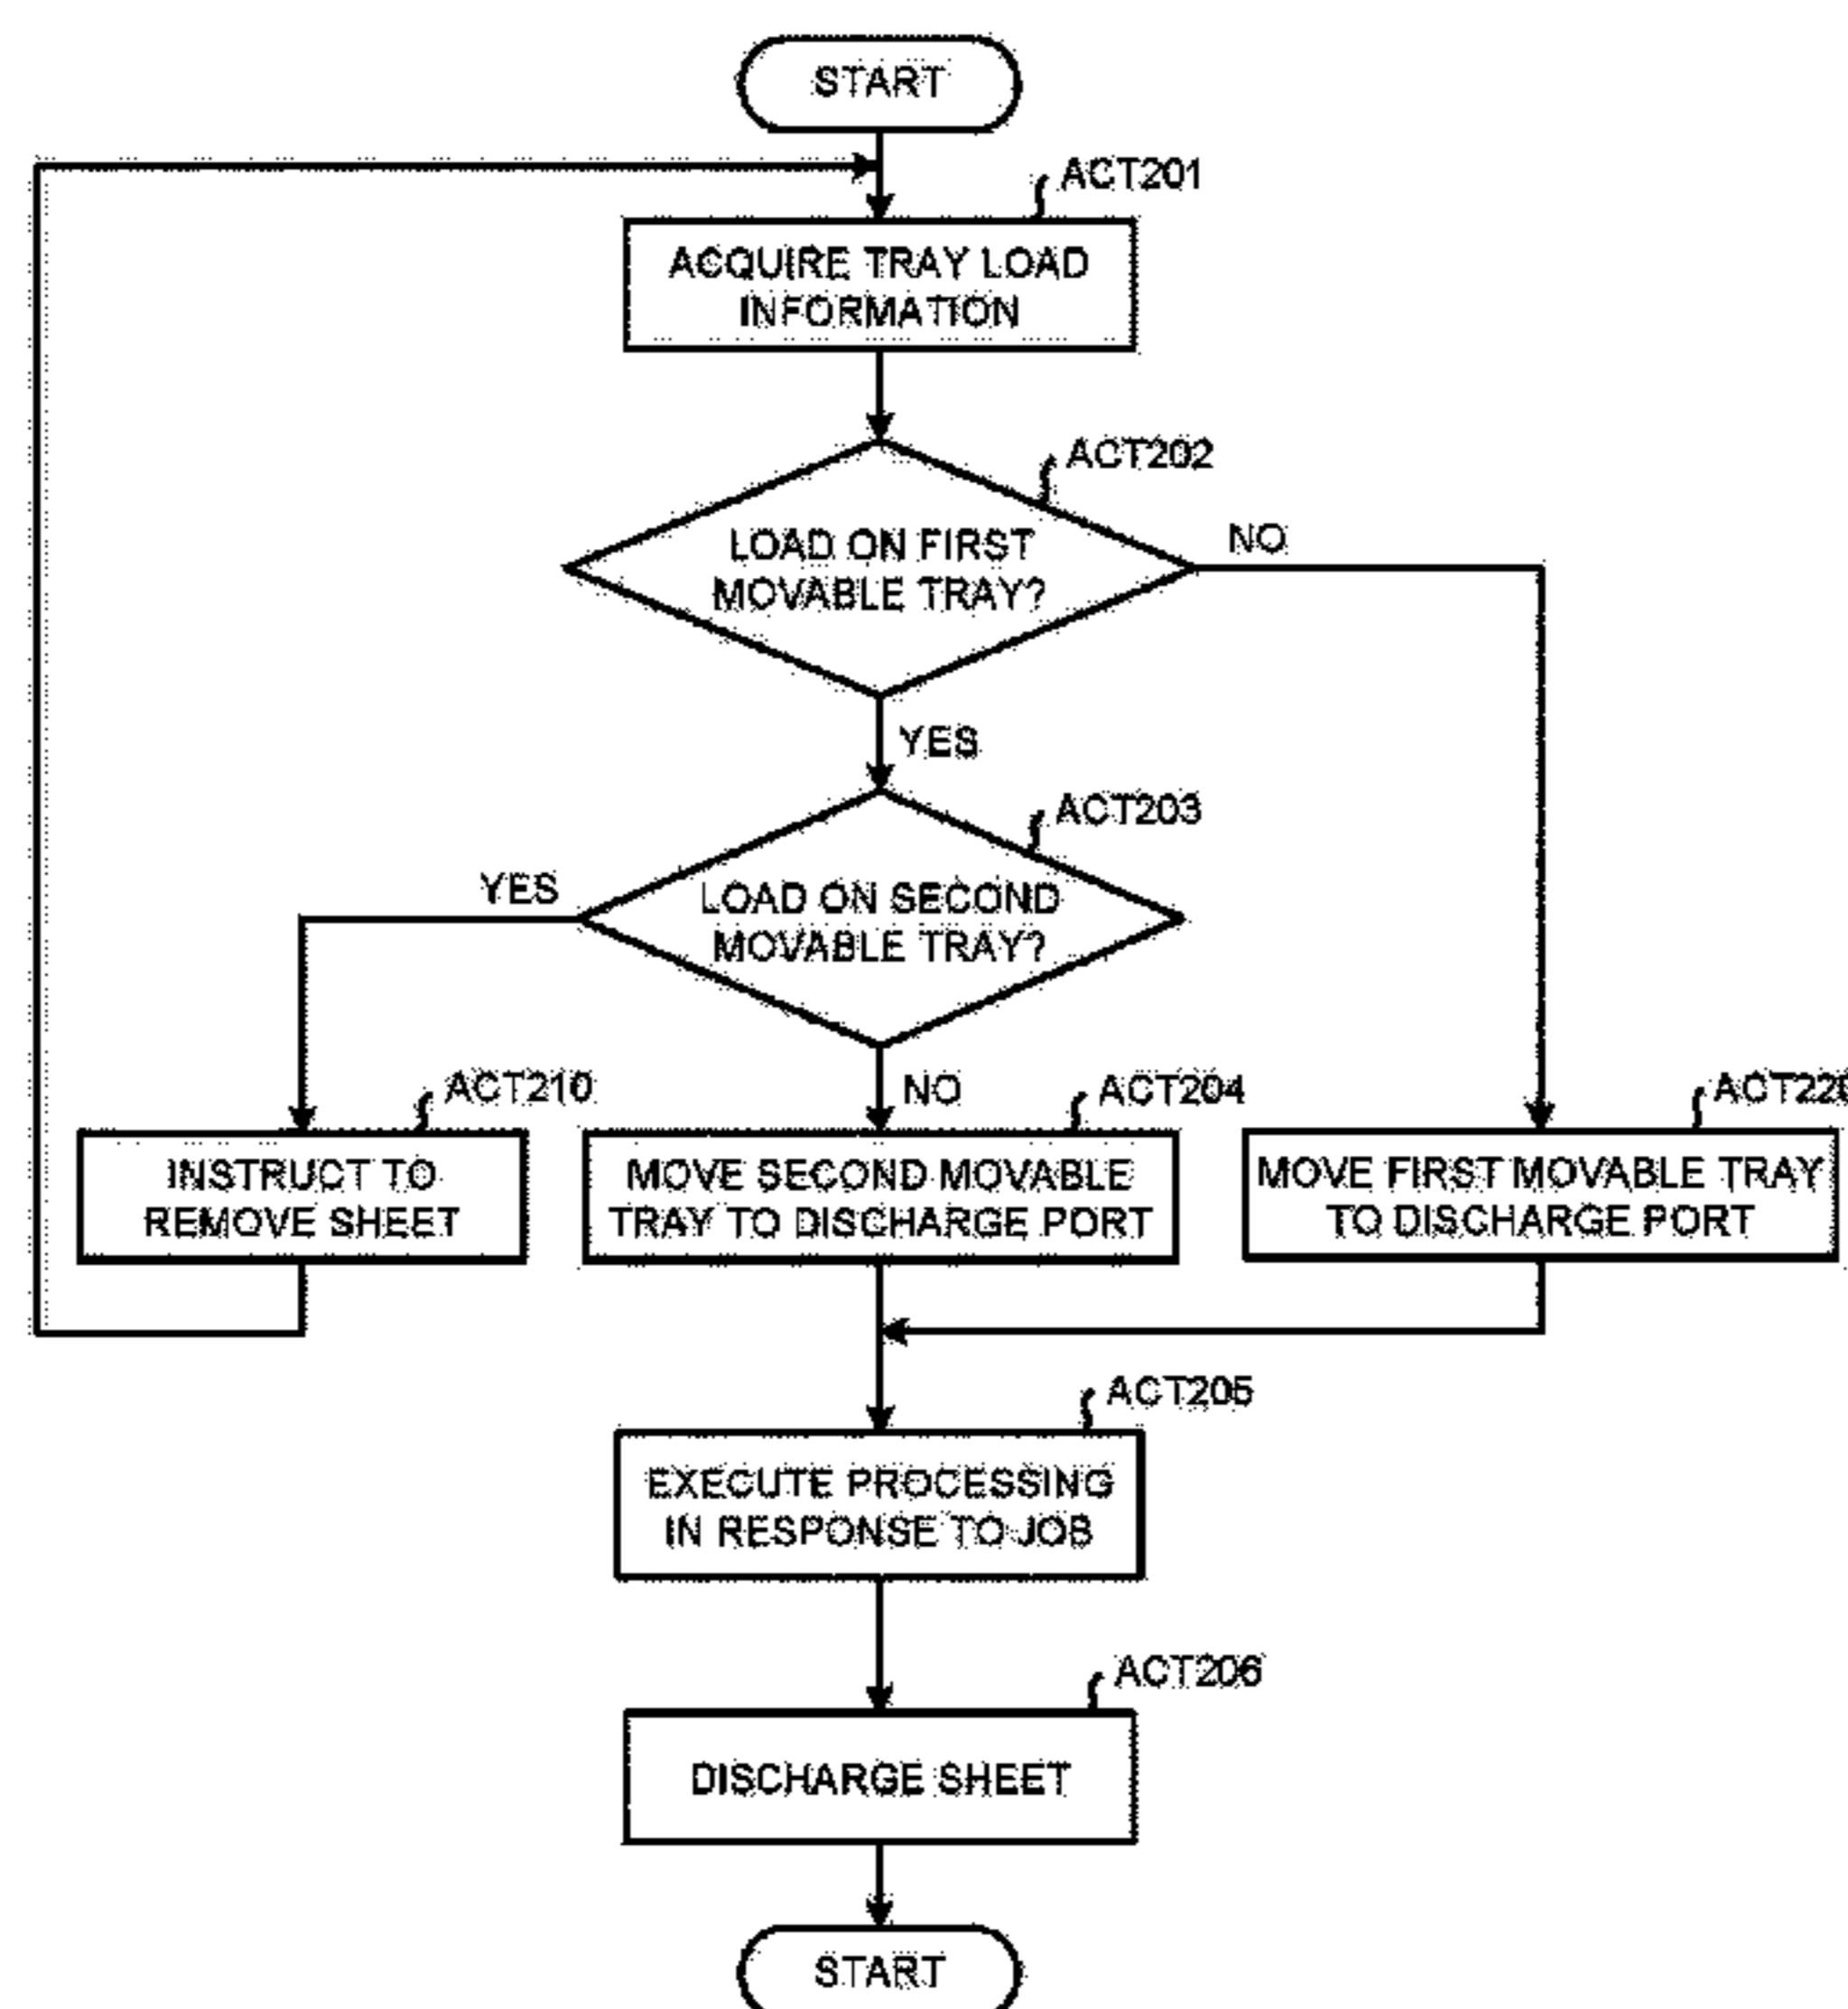 START
ACT201
ACQUIRE TRAY LOAD
INFORMATION
ACT202
LOAD ON FIRST
MOVABLE TRAY?
NO
YES
ACT203
YES
LOAD ON SECOND
MOVABLE TRAY?
NO
ACT210
INSTRUCT TO
REMOVE SHEET
ACT204
MOVE SECOND MOVABLE
TRAY TO DISCHARGE PORT
ACT220
MOVE FIRST MOVABLE TRAY
TO DISCHARGE PORT
ACT205
EXECUTE PROCESSING
IN RESPONSE TO JOB
ACT206
DISCHARGE SHEET
START